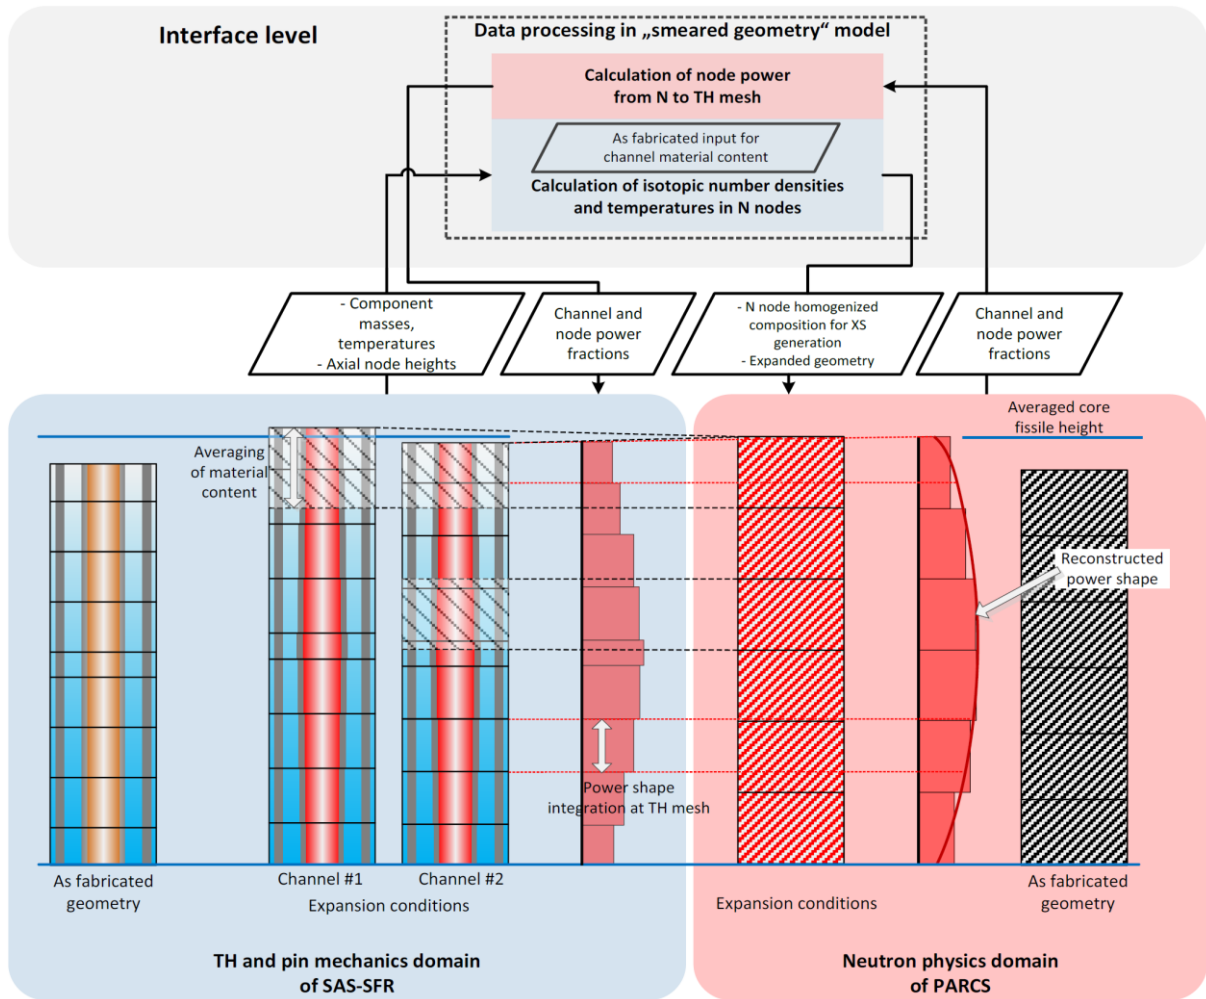 Interface level
Data processing in „smeared geometry“ model
Calculation of node power
from N to TH mesh
As fabricated input for
channel material content
Calculation of isotopic number densities
and temperatures in N nodes
- Component
masses,
temperatures
- Axial node heights
Channel and
node power
fractions
- N node homogenized
composition for XS
generation
- Expanded geometry
Channel and
node power
fractions
Averaging
of material
content
Averaged core
fissile height
Reconstructed
power shape
Power shape
integration at TH mesh
As fabricated
geometry
Channel #1
Channel #2
Expansion conditions
Expansion conditions
As fabricated
geometry
TH and pin mechanics domain
of SAS-SFR
Neutron physics domain
of PARCS